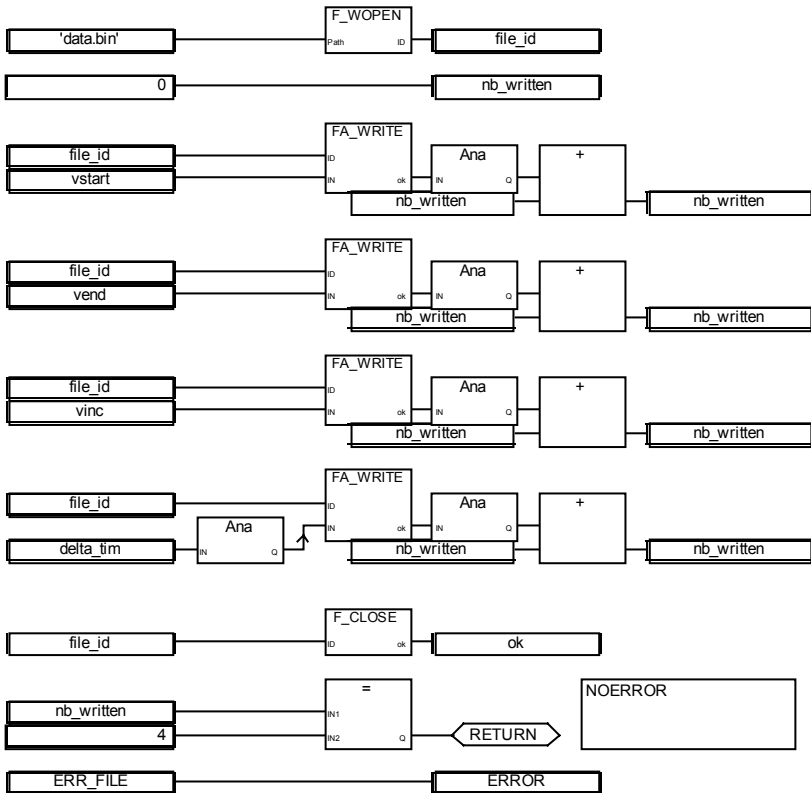 F_WOPEN
'data.bin' Path ID file_id
0 nb_written
FA_WRITE
file_id ID Ana +
vstart IN ok IN Q
nb_written nb_written
FA_WRITE
file_id ID Ana +
vend IN ok IN Q
nb_written nb_written
FA_WRITE
file_id ID Ana +
vinc IN ok IN Q
nb_written nb_written
FA_WRITE
file_id ID Ana +
Ana IN ok IN Q
delta_tim IN Q nb_written nb_written
F_CLOSE
file_id ID ok ok
= NOERROR
nb_written IN1
4 IN2 Q RETURN
ERR_FILE ERROR